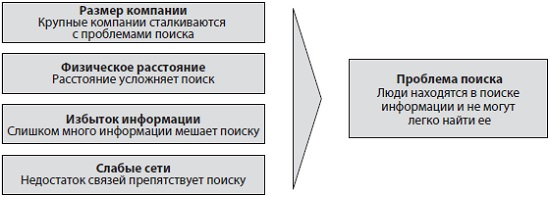 Размер компании
Крупные компании сталкиваются
с проблемами поиска
Физическое расстояние
Расстояние усложняет поиск
Избыток информации
Слишком много информации мешает поиску
Слабые сети
Недостаток связей препятствует поиску
Проблема поиска
Люди находятся в поиске
информации и не могут
легко найти ее